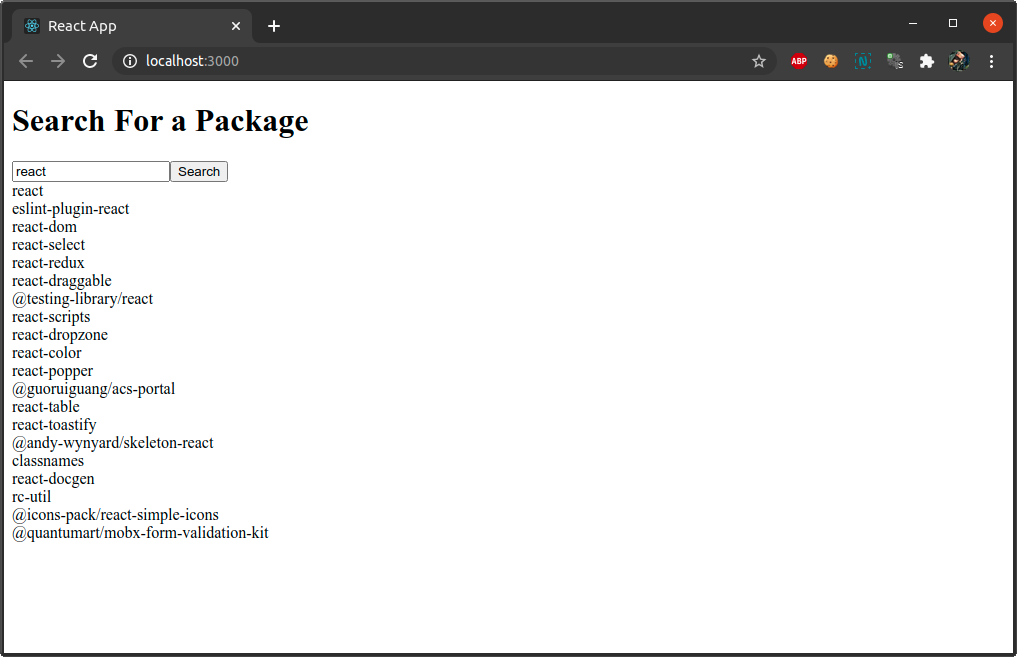 React App
localhost:3000
ABP
N
S
Search For a Package
react Search
react
eslint-plugin-react
react-dom
react-select
react-redux
react-draggable
@testing-library/react
react-scripts
react-dropzone
react-color
react-popper
@guoruiguang/acs-portal
react-table
react-toastify
@andy-wynyard/skeleton-react
classnames
react-docgen
rc-util
@icons-pack/react-simple-icons
@quantumart/mobx-form-validation-kit